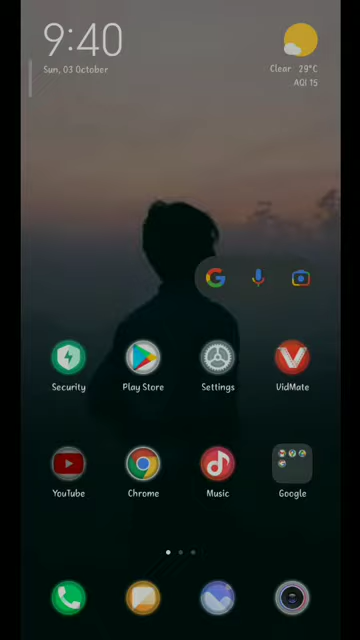 9:40
Sun, 03 October
Clear 29°C
AQI 15
Security
Play Store
Settings
VidMate
YouTube
Chrome
Music
Google